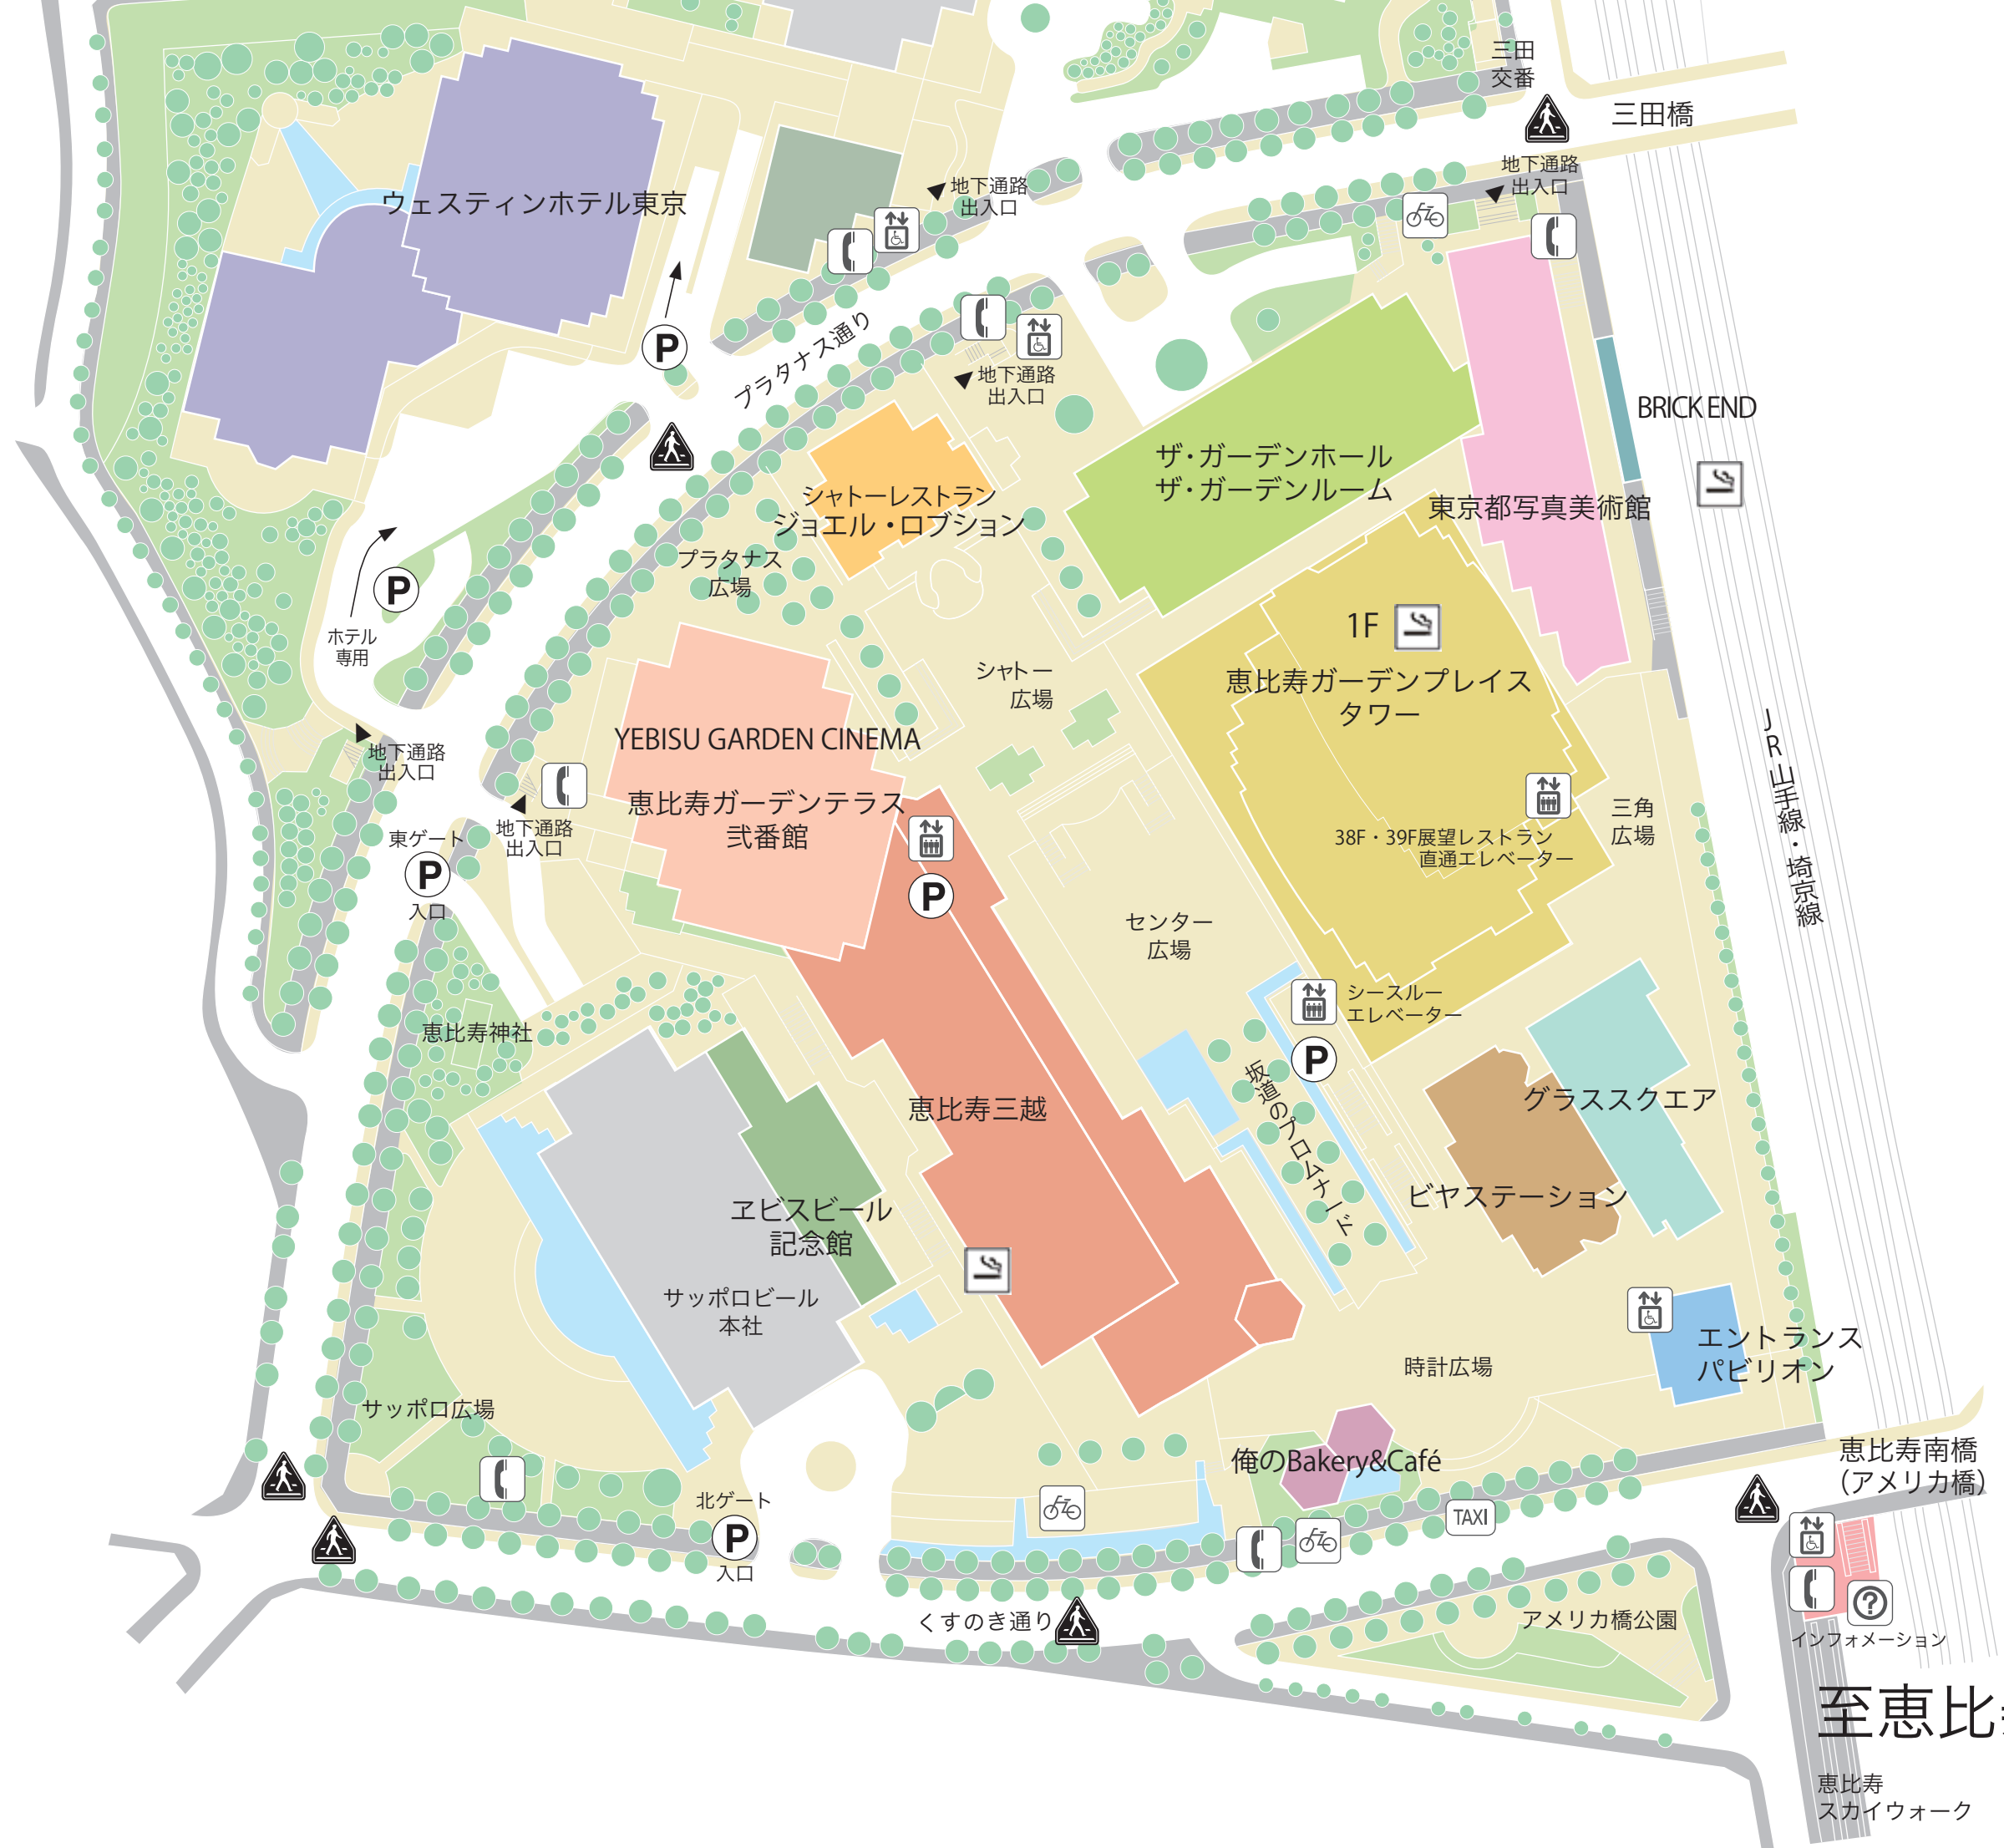 三田
交番
三田橋
地下通路
出入口
地下通路
出入口
ウェスティンホテル東京
P
プラタナス通り
地下通路
出入口
BRICK END
ザ・ガーデンホール
ザ・ガーデンルーム
東京都写真美術館
シャトーレストラン
ジョエル・ロブション
プラタナス
広場
P
ホテル
専用
1F
恵比寿ガーデンプレイス
タワー
シャトー
広場
JR山手線・埼京線
YEBISU GARDEN CINEMA
恵比寿ガーデンテラス
弐番館
地下通路
出入口
地下通路
出入口
東ゲート
P
入口
P
38F・39F展望レストラン
直通エレベーター
三角
広場
センター
広場
シースルー
エレベーター
P
恵比寿神社
坂道のプロムナード
恵比寿三越
グラススクエア
ビヤステーション
ヱビスビール
記念館
サッポロビール
本社
エントランス
パビリオン
時計広場
サッポロ広場
俺のBakery&Café
恵比寿南橋
（アメリカ橋）
北ゲート
P
入口
TAXI
くすのき通り
アメリカ橋公園
?
インフォメーション
至恵比
恵比寿
スカイウォーク